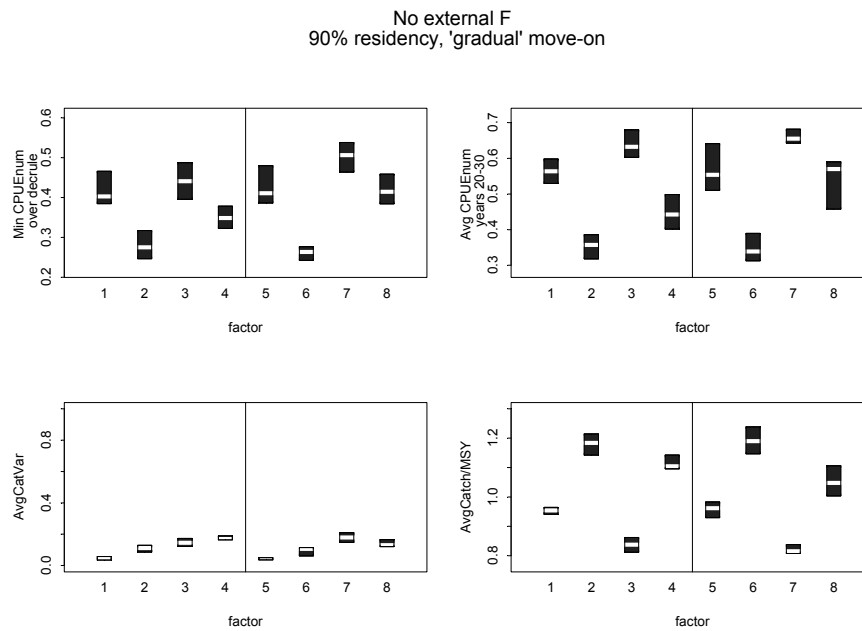 No external F
90% residency, 'gradual' move-on
Min CPUEnum
over decrule
0.2 0.3 0.4 0.5 0.6
1 2 3 4 5 6 7 8
factor
Avg CPUEnum
years 20-30
0.3 0.4 0.5 0.6 0.7
1 2 3 4 5 6 7 8
factor
AvgCatVar
0.0 0.4 0.8
1 2 3 4 5 6 7 8
factor
AvgCatch/MSY
0.8 1.0 1.2
1 2 3 4 5 6 7 8
factor